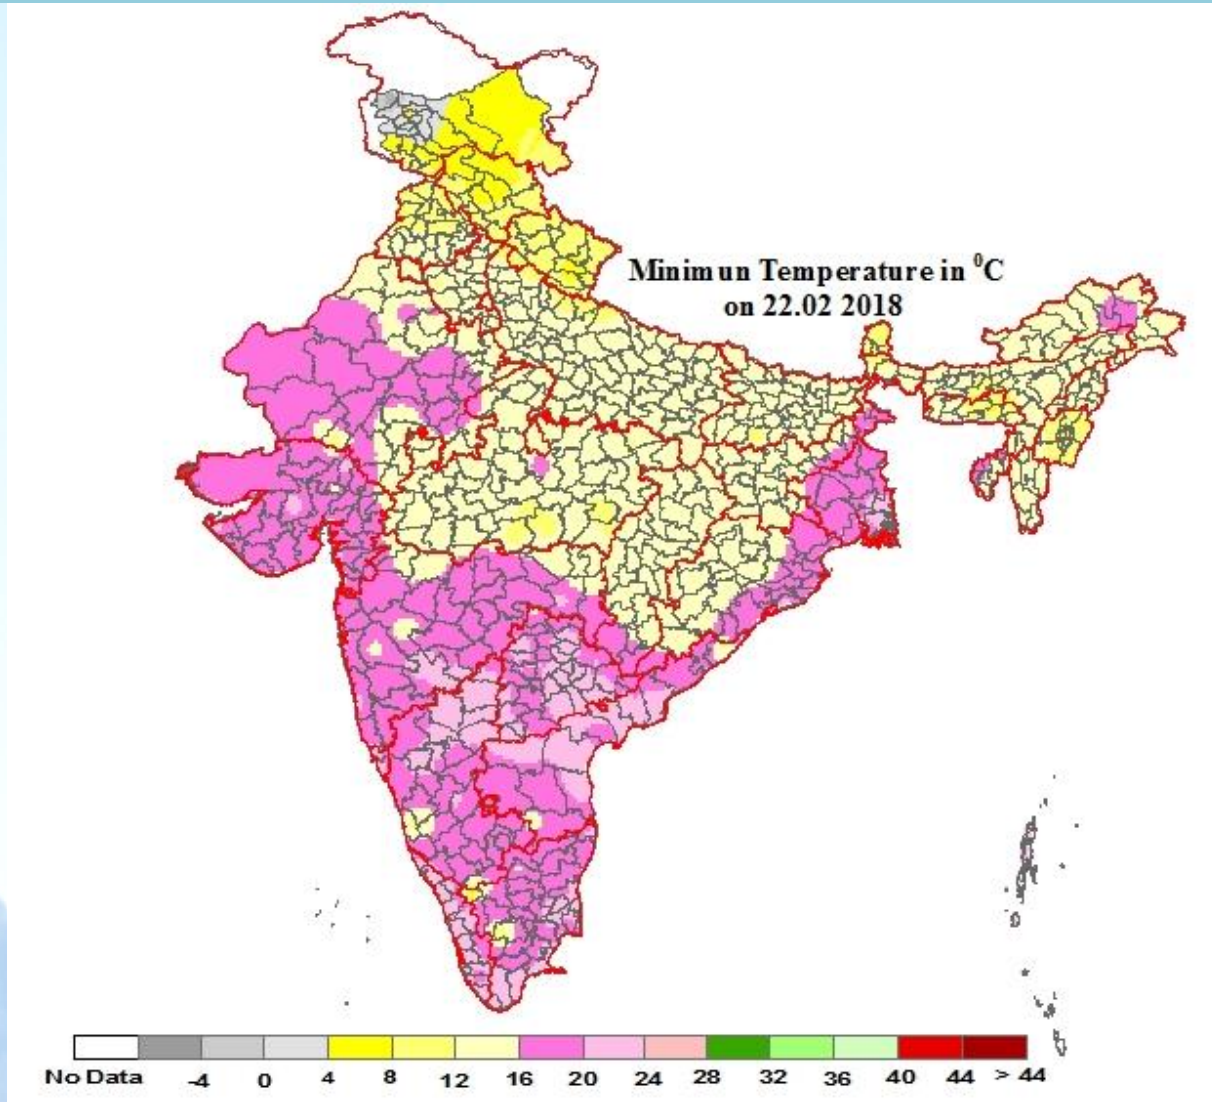 Minimun Temperature in ⁰C
on 22.02 2018
No Data -4 0 4 8 12 16 20 24 28 32 36 40 44 > 44